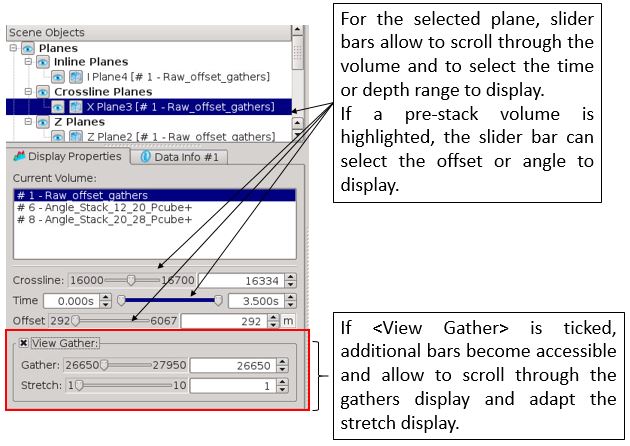 Scene Objects
Planes
Inline Planes
I Plane4 [# 1 - Raw_offset_gathers]
Crossline Planes
X Plane3 [# 1 - Raw_offset_gathers]
Z Planes
Z Plane2 [# 1 - Raw_offset_gathers]
Display Properties
Data Info #1
Current Volume:
# 1 - Raw_offset_gathers
# 6 - Angle_Stack_12_20_Pcube+
# 8 - Angle_Stack_20_28_Pcube+
Crossline: 16000 16700 16334
Time 0.000s 3.500s
Offset 292 6067 292 m
View Gather:
Gather: 26650 27950 26650
Stretch: 1 10 1
For the selected plane, slider
bars allow to scroll through the
volume and to select the time
or depth range to display.
If a pre-stack volume is
highlighted, the slider bar can
select the offset or angle to
display.
If <View Gather> is ticked,
additional bars become accessible
and allow to scroll through the
gathers display and adapt the
stretch display.